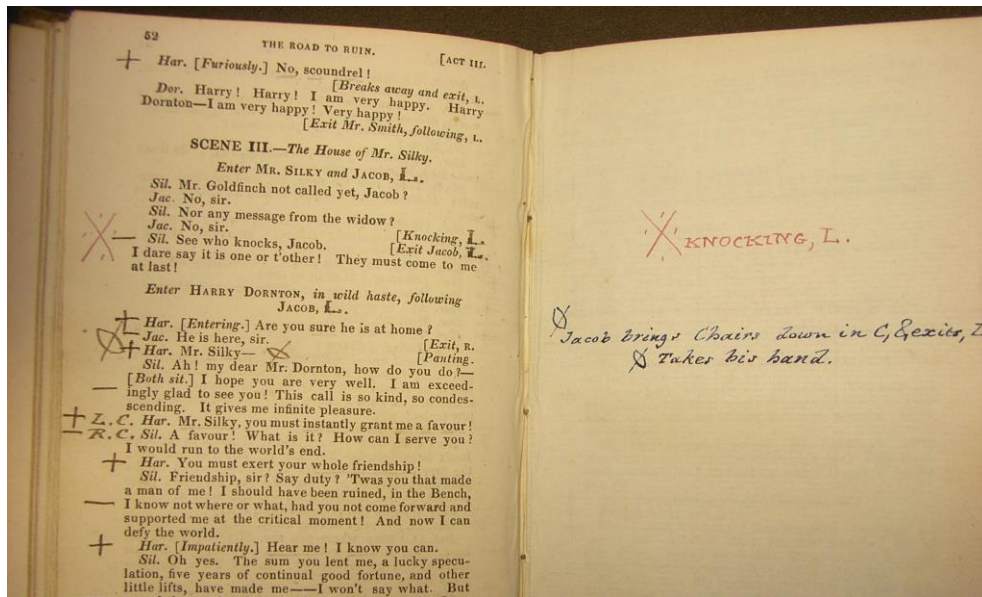 52
THE ROAD TO RUIN.
[ACT III.
Har. [Furiously.] No, scoundrel!
[Breaks away and exit, L.
Dor. Harry! Harry! I am very happy. Harry
Dornton—I am very happy! Very happy!
[Exit Mr. Smith, following, L.
SCENE III.—The House of Mr. Silky.
Enter MR. SILKY and JACOB, L.
Sil. Mr. Goldfinch not called yet, Jacob?
Jac. No, sir.
Sil. Nor any message from the widow?
Jac. No, sir. [Knocking, L.
Sil. See who knocks, Jacob. [Exit Jacob, L.
I dare say it is one or t'other! They must come to me
at last!
Enter HARRY DORNTON, in wild haste, following
JACOB, L.
Har. [Entering.] Are you sure he is at home?
Jac. He is here, sir. [Exit, R.
Har. Mr. Silky— [Panting.
Sil. Ah! my dear Mr. Dornton, how do you do?—
[Both sit.] I hope you are very well. I am exceed-
ingly glad to see you! This call is so kind, so condes-
scending. It gives me infinite pleasure.
L.C. Har. Mr. Silky, you must instantly grant me a favour!
R.C. Sil. A favour! What is it? How can I serve you?
I would run to the world's end.
Har. You must exert your whole friendship!
Sil. Friendship, sir? Say duty? 'Twas you that made
a man of me! I should have been ruined, in the Bench,
I know not where or what, had you not come forward and
supported me at the critical moment! And now I can
defy the world.
Har. [Impatiently.] Hear me! I know you can.
Sil. Oh yes. The sum you lent me, a lucky specu-
lation, five years of continual good fortune, and other
little lifts, have made me——I won't say what. But
KNOCKING, L.
Jacob brings Chairs down in C, & exits, L
Takes his hand.